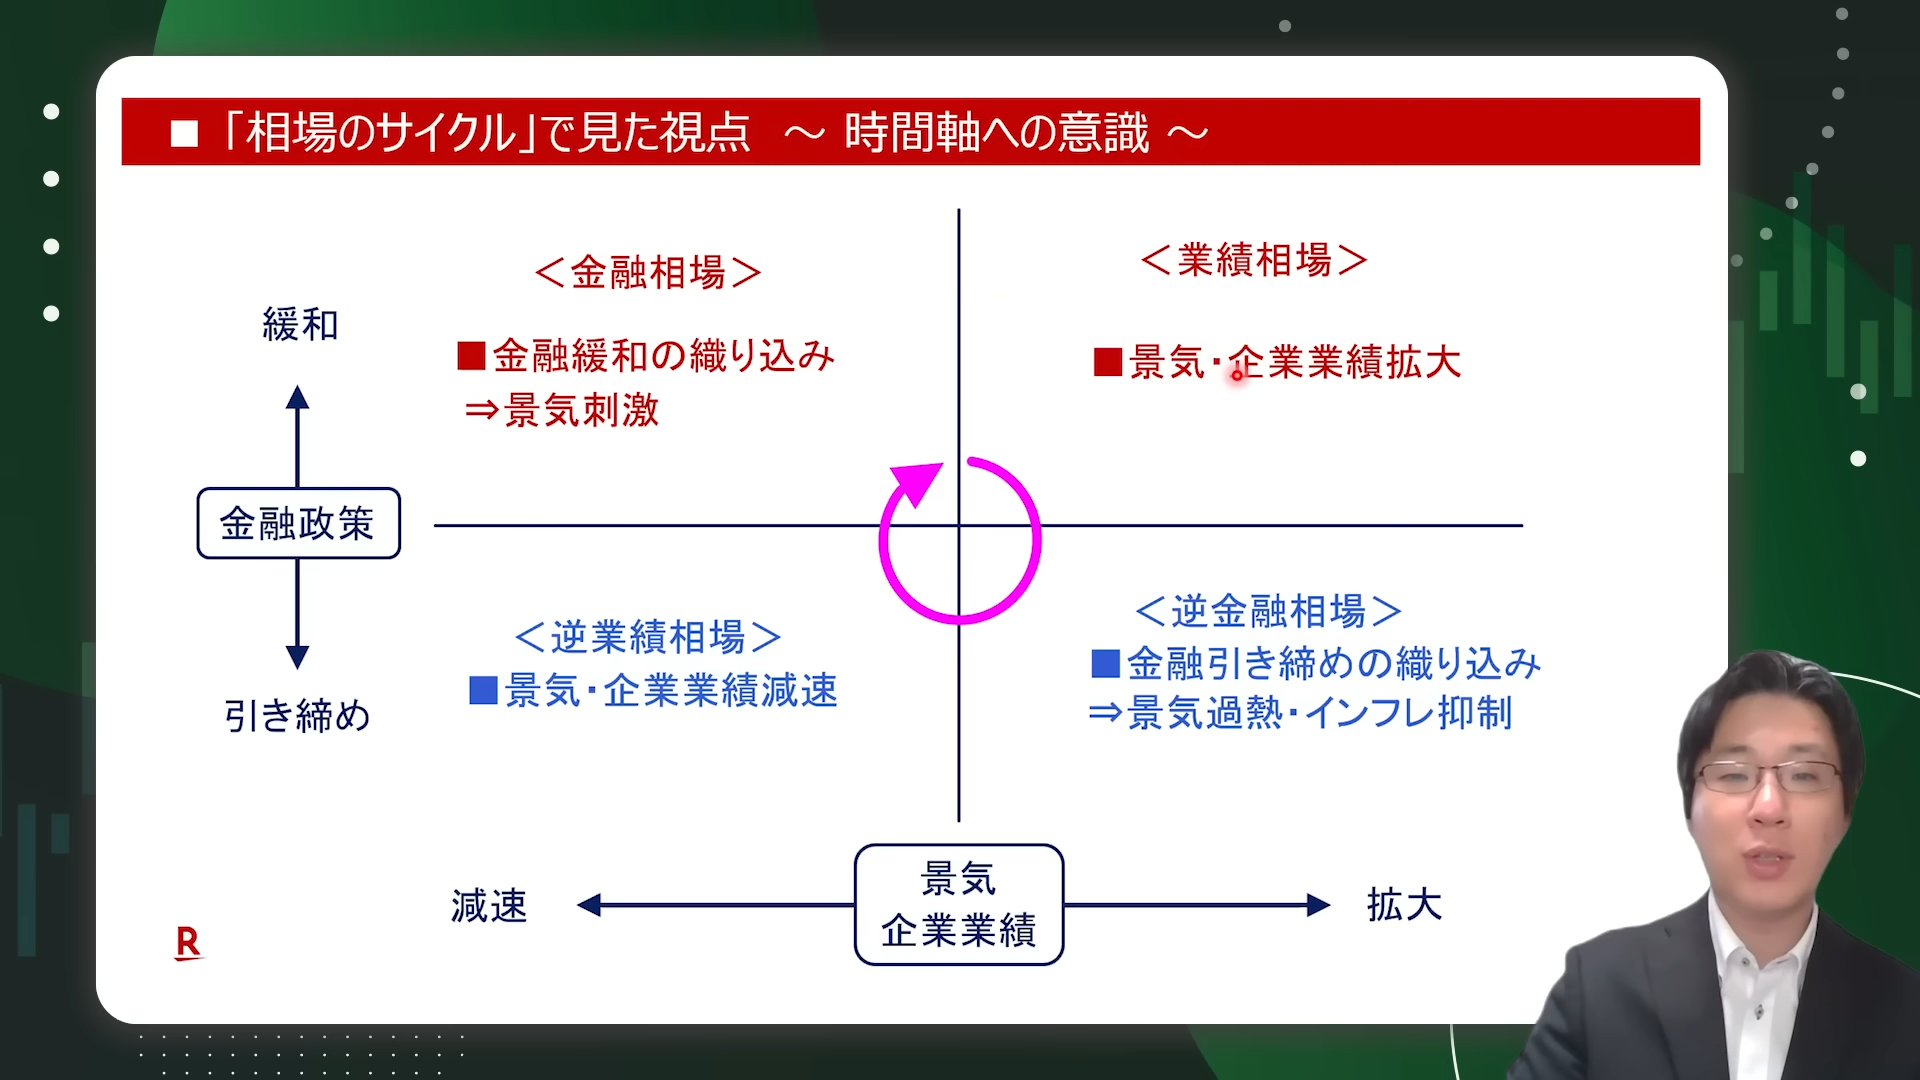 ■「相場のサイクル」で見た視点 ～ 時間軸への意識 ～
＜金融相場＞
■金融緩和の織り込み
⇒景気刺激
＜業績相場＞
■景気・企業業績拡大
緩和
金融政策
引き締め
＜逆業績相場＞
■景気・企業業績減速
＜逆金融相場＞
■金融引き締めの織り込み
⇒景気過熱・インフレ抑制
減速
景気
企業業績
拡大
R